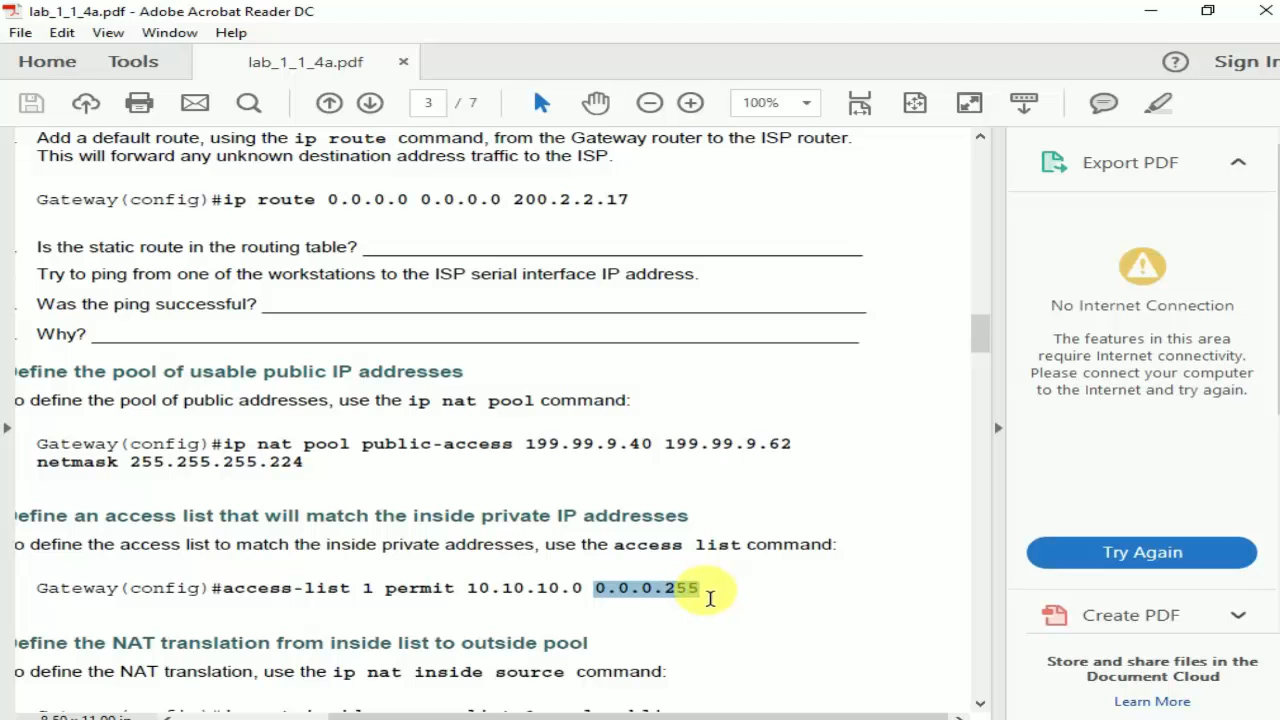 lab_1_1_4a.pdf - Adobe Acrobat Reader DC
File Edit View Window Help
Home Tools lab_1_1_4a.pdf × Sign In
3 / 7 100%
Add a default route, using the ip route command, from the Gateway router to the ISP router.
This will forward any unknown destination address traffic to the ISP.
Gateway(config)#ip route 0.0.0.0 0.0.0.0 200.2.2.17
Is the static route in the routing table?
Try to ping from one of the workstations to the ISP serial interface IP address.
Was the ping successful?
Why?
efine the pool of usable public IP addresses
o define the pool of public addresses, use the ip nat pool command:
Gateway(config)#ip nat pool public-access 199.99.9.40 199.99.9.62
netmask 255.255.255.224
efine an access list that will match the inside private IP addresses
o define the access list to match the inside private addresses, use the access list command:
Gateway(config)#access-list 1 permit 10.10.10.0 0.0.0.255
efine the NAT translation from inside list to outside pool
o define the NAT translation, use the ip nat inside source command:
8.50 x 11.00 in
Export PDF
No Internet Connection
The features in this area
require Internet connectivity.
Please connect your computer
to the Internet and try again.
Try Again
Create PDF
Store and share files in the
Document Cloud
Learn More